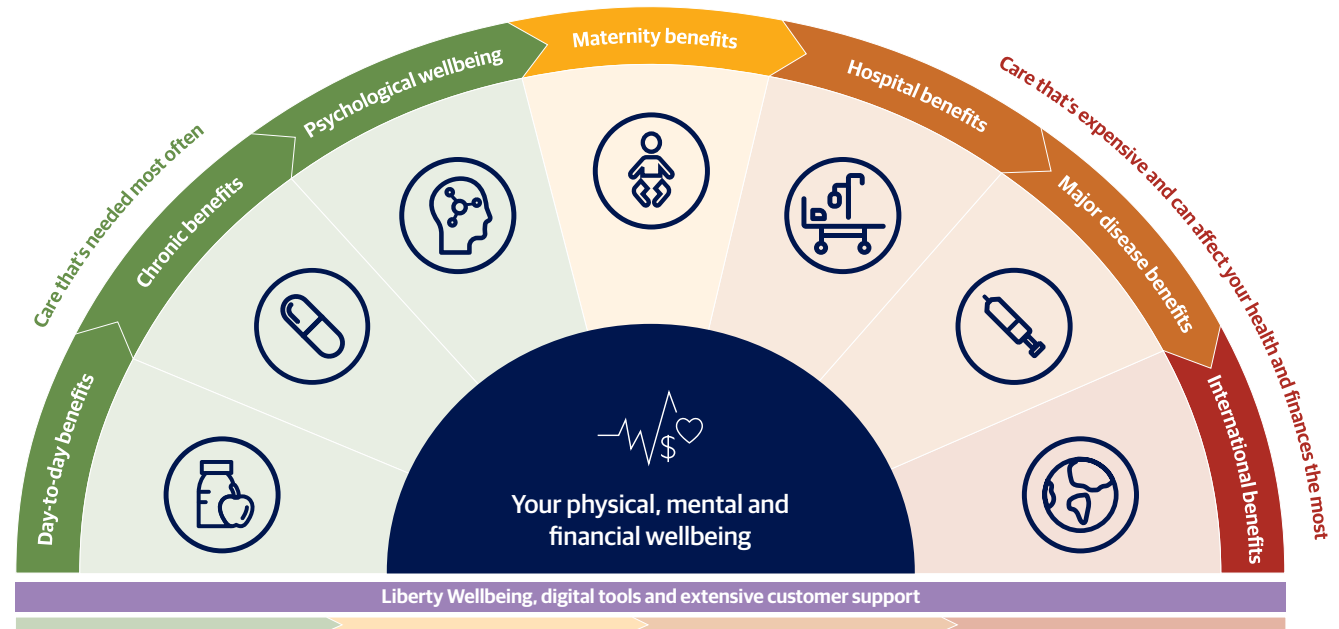 Care that's needed most often
Day-to-day benefits
Chronic benefits
Psychological wellbeing
Maternity benefits
Hospital benefits
Major disease benefits
International benefits
Care that's expensive and can affect your health and finances the most
$
Your physical, mental and
financial wellbeing
Liberty Wellbeing, digital tools and extensive customer support